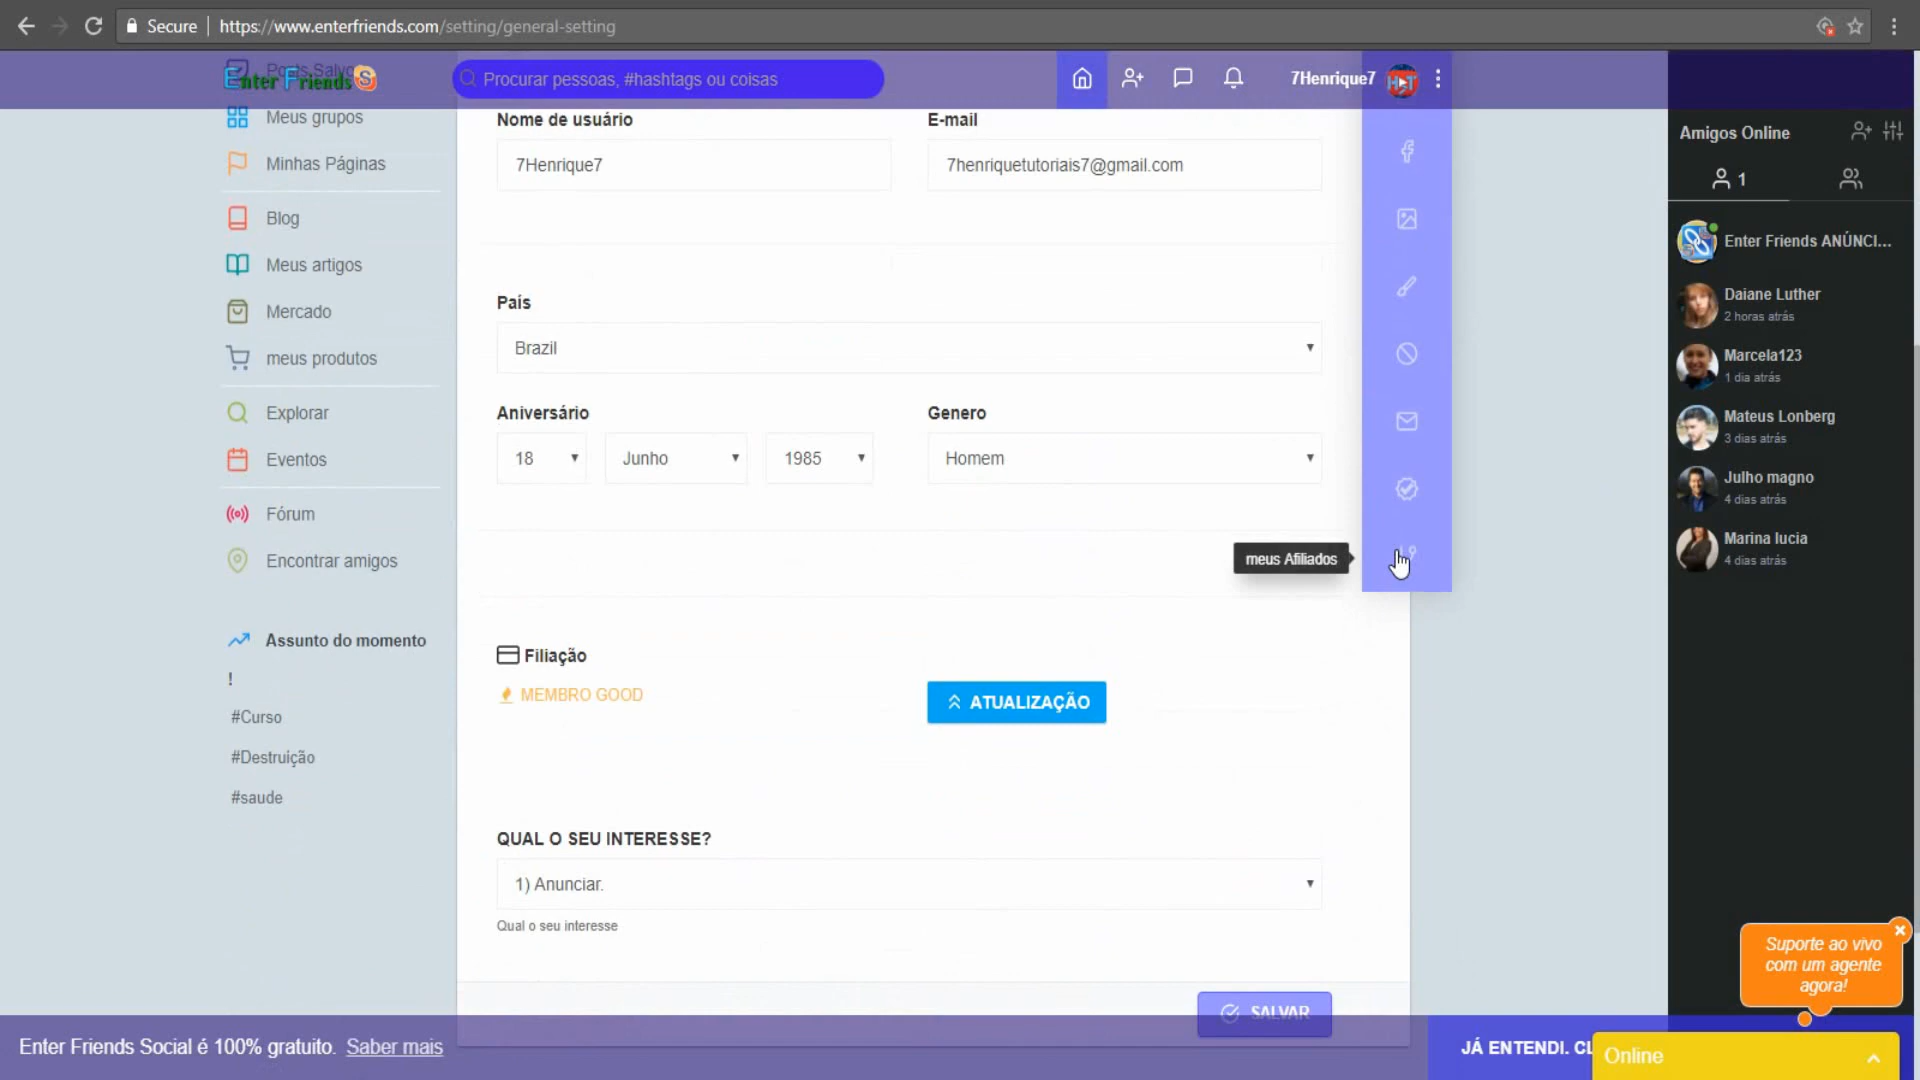 Secure
https://www.enterfriends.com/setting/general-setting
Posts Salvo
Enter Friends S
Procurar pessoas, #hashtags ou coisas
7Henrique7
Meus grupos
Minhas Páginas
Blog
Meus artigos
Mercado
meus produtos
Explorar
Eventos
Fórum
Encontrar amigos
Assunto do momento
!
#Curso
#Destruição
#saude
Nome de usuário
7Henrique7
E-mail
7henriquetutoriais7@gmail.com
País
Brazil
Aniversário
18
Junho
1985
Genero
Homem
meus Afiliados
Filiação
MEMBRO GOOD
ATUALIZAÇÃO
QUAL O SEU INTERESSE?
1) Anunciar.
Qual o seu interesse
SALVAR
Amigos Online
1
Enter Friends ANÚNCI...
Daiane Luther
2 horas atrás
Marcela123
1 dia atrás
Mateus Lonberg
3 dias atrás
Julho magno
4 dias atrás
Marina lucia
4 dias atrás
Suporte ao vivo
com um agente
agora!
Enter Friends Social é 100% gratuito. Saber mais
JÁ ENTENDI. CL
Online